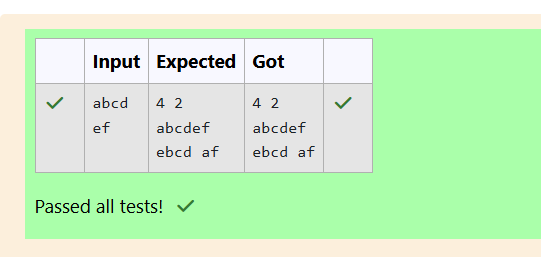 Input Expected Got
abcd 4 2 4 2
ef abcdef abcdef
ebcd af ebcd af
Passed all tests!